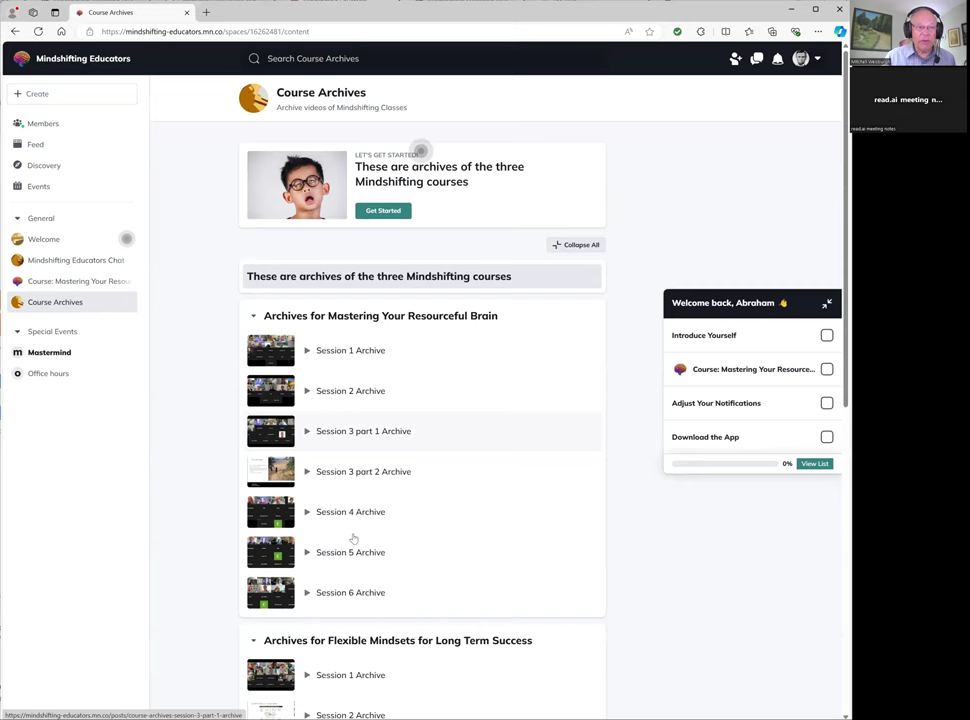 Course Archives
https://mindshifting-educators.mn.co/spaces/16262481/content
Mindshifting Educators
Search Course Archives
Mitchell Weisburgh
read.ai meeting n...
read.ai meeting notes
Create
Members
Feed
Discovery
Events
General
Welcome
Mindshifting Educators Chat
Course: Mastering Your Resou
Course Archives
Special Events
Mastermind
Office hours
Course Archives
Archive videos of Mindshifting Classes
LET'S GET STARTED!
These are archives of the three
Mindshifting courses
Get Started
Collapse All
These are archives of the three Mindshifting courses
Archives for Mastering Your Resourceful Brain
Session 1 Archive
Session 2 Archive
Session 3 part 1 Archive
Session 3 part 2 Archive
Session 4 Archive
Session 5 Archive
Session 6 Archive
Archives for Flexible Mindsets for Long Term Success
Session 1 Archive
Session 2 Archive
Welcome back, Abraham 👋
Introduce Yourself
Course: Mastering Your Resource...
Adjust Your Notifications
Download the App
0%
View List
https://mindshifting-educators.mn.co/posts/course-archives-session-3-part-1-archive